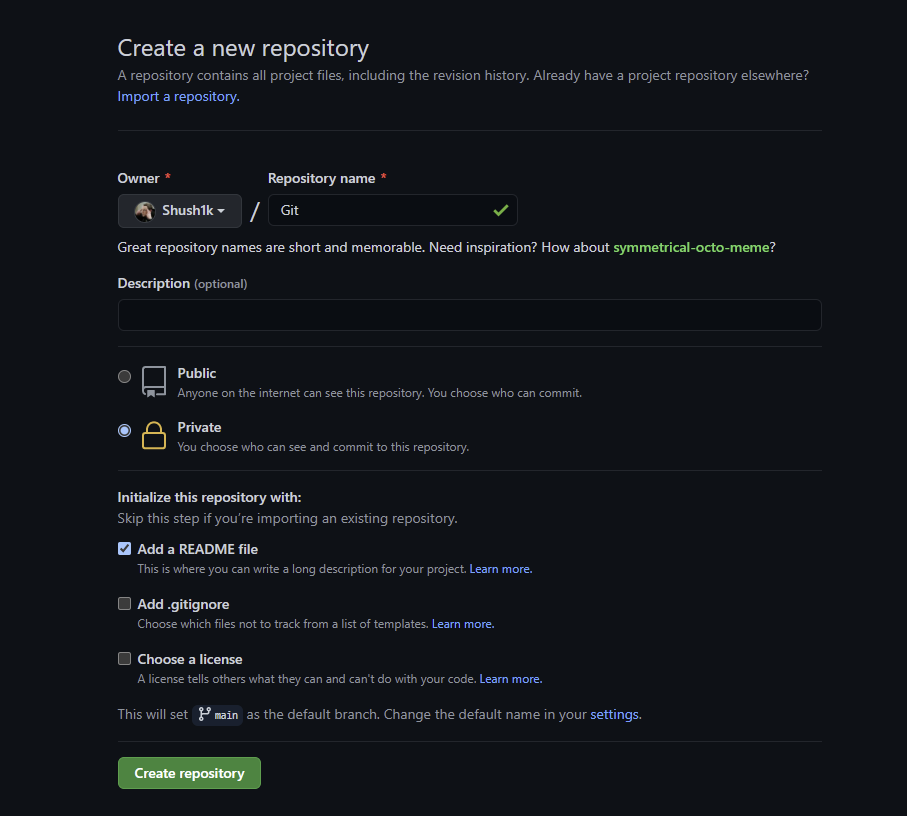 Create a new repository
A repository contains all project files, including the revision history. Already have a project repository elsewhere?
Import a repository.
Owner * Repository name *
Shush1k / Git
Great repository names are short and memorable. Need inspiration? How about symmetrical-octo-meme?
Description (optional)
Public
Anyone on the internet can see this repository. You choose who can commit.
Private
You choose who can see and commit to this repository.
Initialize this repository with:
Skip this step if you're importing an existing repository.
Add a README file
This is where you can write a long description for your project. Learn more.
Add .gitignore
Choose which files not to track from a list of templates. Learn more.
Choose a license
A license tells others what they can and can't do with your code. Learn more.
This will set main as the default branch. Change the default name in your settings.
Create repository